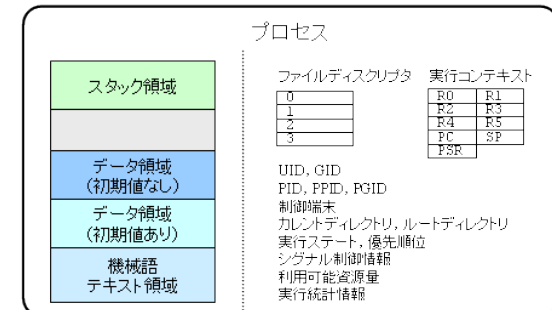 プロセス
スタック領域
データ領域
(初期値なし)
データ領域
(初期値あり)
機械語
テキスト領域
ファイルディスクリプタ
0
1
2
3
実行コンテキスト
R0 R1
R2 R3
R4 R5
PC SP
PSR
UID, GID
PID, PPID, PGID
制御端末
カレントディレクトリ, ルートディレクトリ
実行ステート, 優先順位
シグナル制御情報
利用可能資源量
実行統計情報